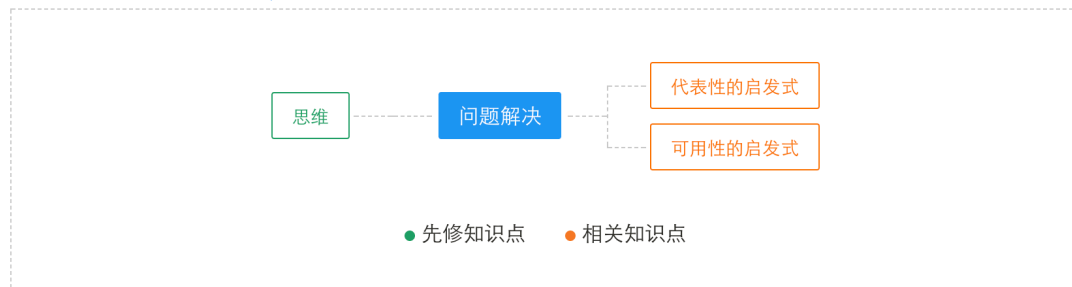 代表性的启发式
思维
问题解决
可用性的启发式
先修知识点
相关知识点